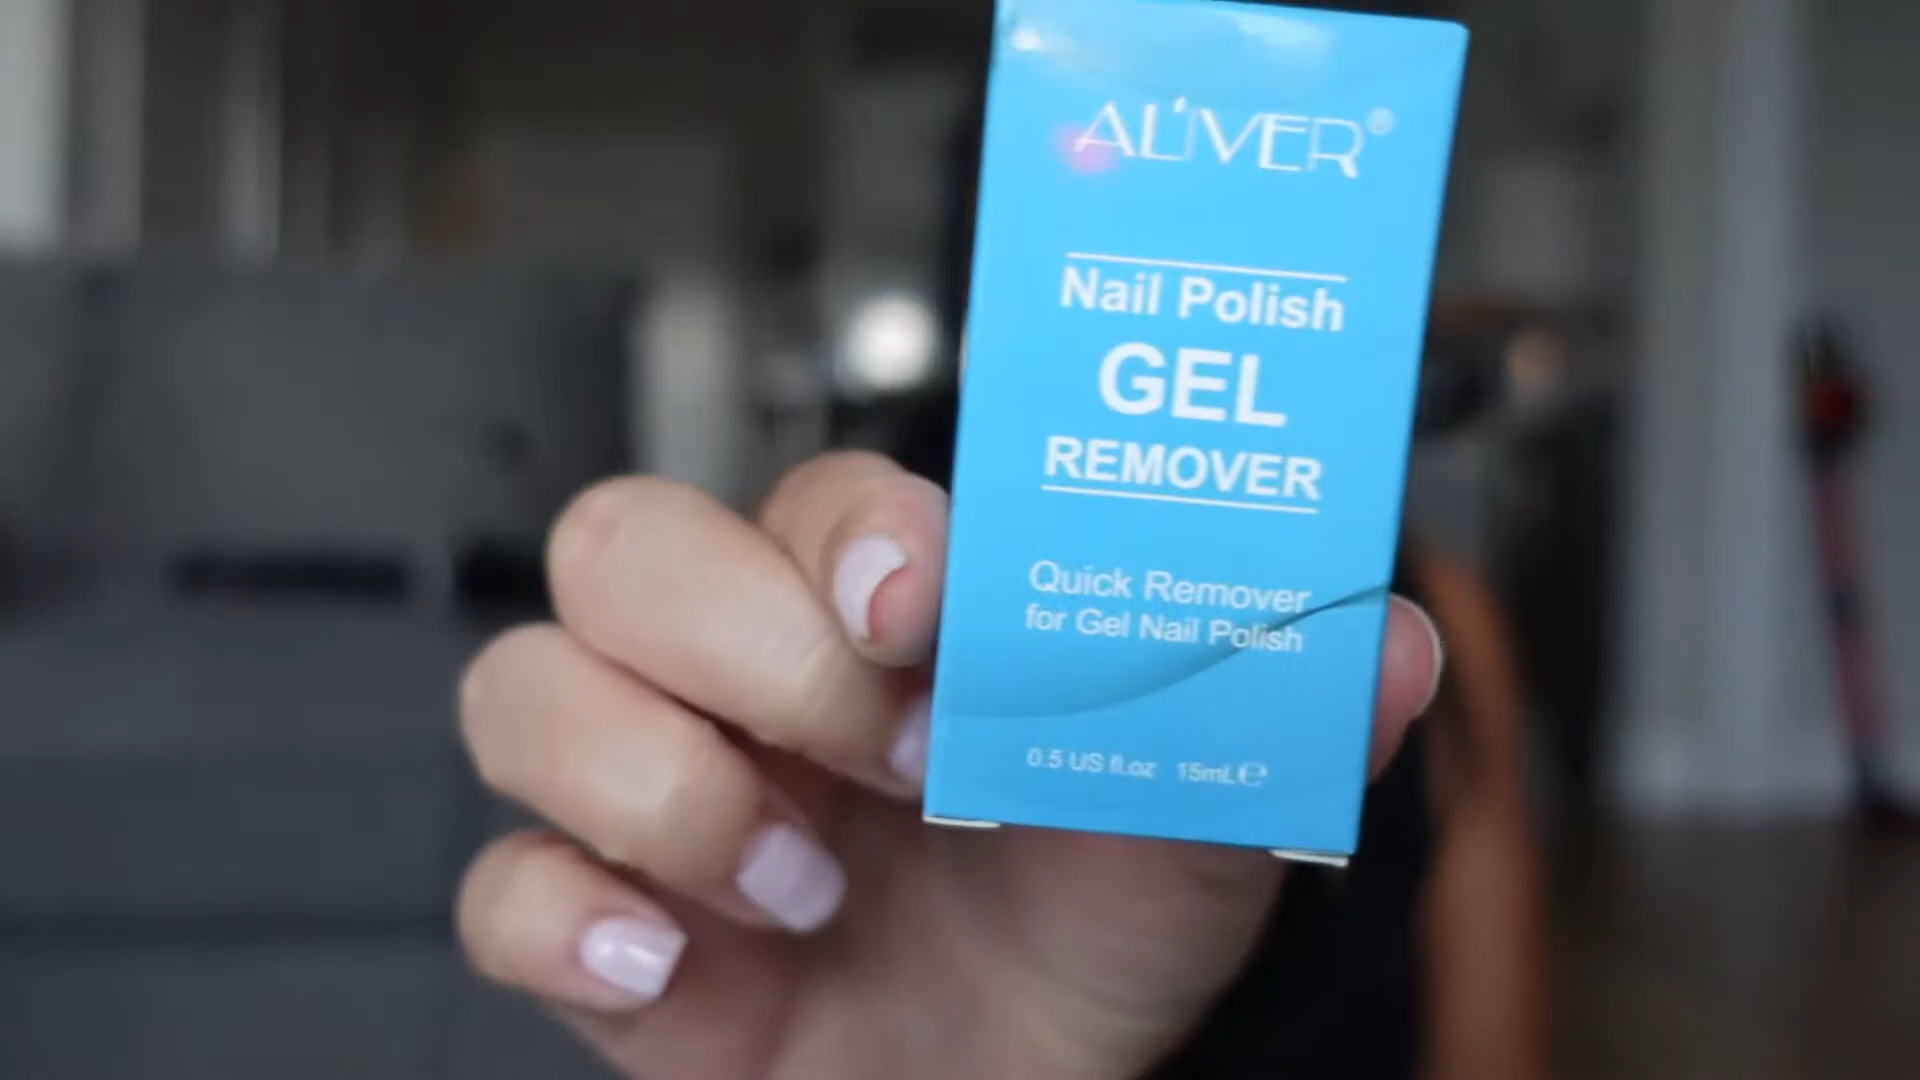 ALIVER®
Nail Polish
GEL
REMOVER
Quick Remover
for Gel Nail Polish
0.5 US fl.oz 15mL℮